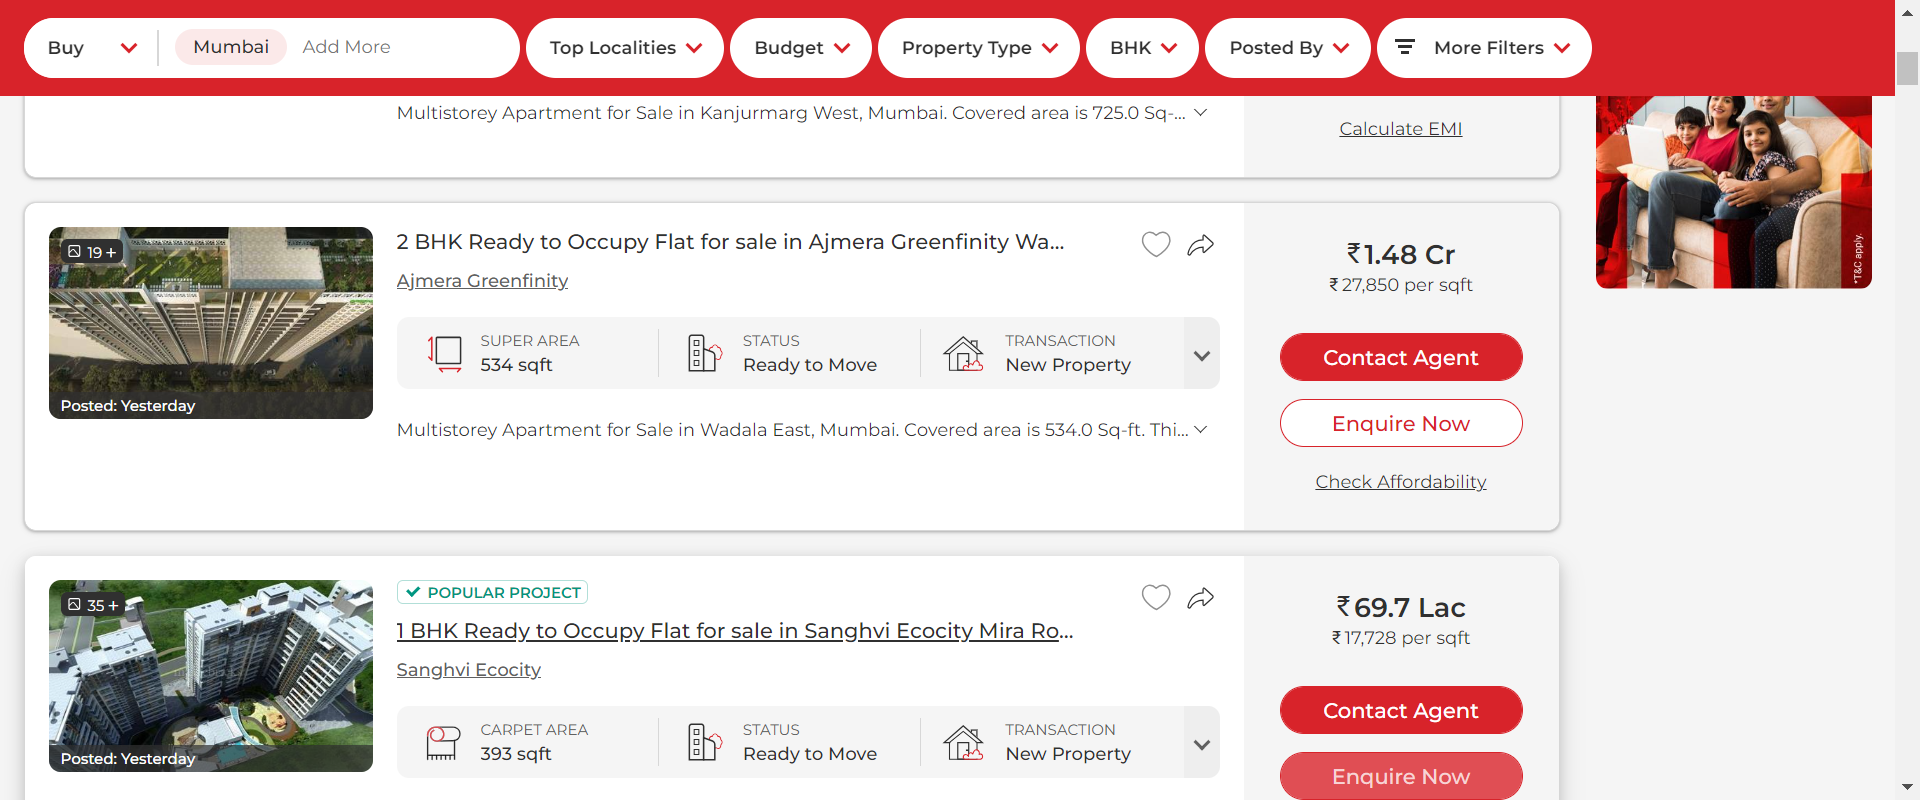 Buy
Mumbai
Add More
Top Localities
Budget
Property Type
BHK
Posted By
More Filters
Multistorey Apartment for Sale in Kanjurmarg West, Mumbai. Covered area is 725.0 Sq-...
Calculate EMI
*T&C apply.
19+
Posted: Yesterday
2 BHK Ready to Occupy Flat for sale in Ajmera Greenfinity Wa...
Ajmera Greenfinity
SUPER AREA
534 sqft
STATUS
Ready to Move
TRANSACTION
New Property
Multistorey Apartment for Sale in Wadala East, Mumbai. Covered area is 534.0 Sq-ft. Thi...
₹1.48 Cr
₹27,850 per sqft
Contact Agent
Enquire Now
Check Affordability
35+
Posted: Yesterday
POPULAR PROJECT
1 BHK Ready to Occupy Flat for sale in Sanghvi Ecocity Mira Ro...
Sanghvi Ecocity
CARPET AREA
393 sqft
STATUS
Ready to Move
TRANSACTION
New Property
₹69.7 Lac
₹17,728 per sqft
Contact Agent
Enquire Now